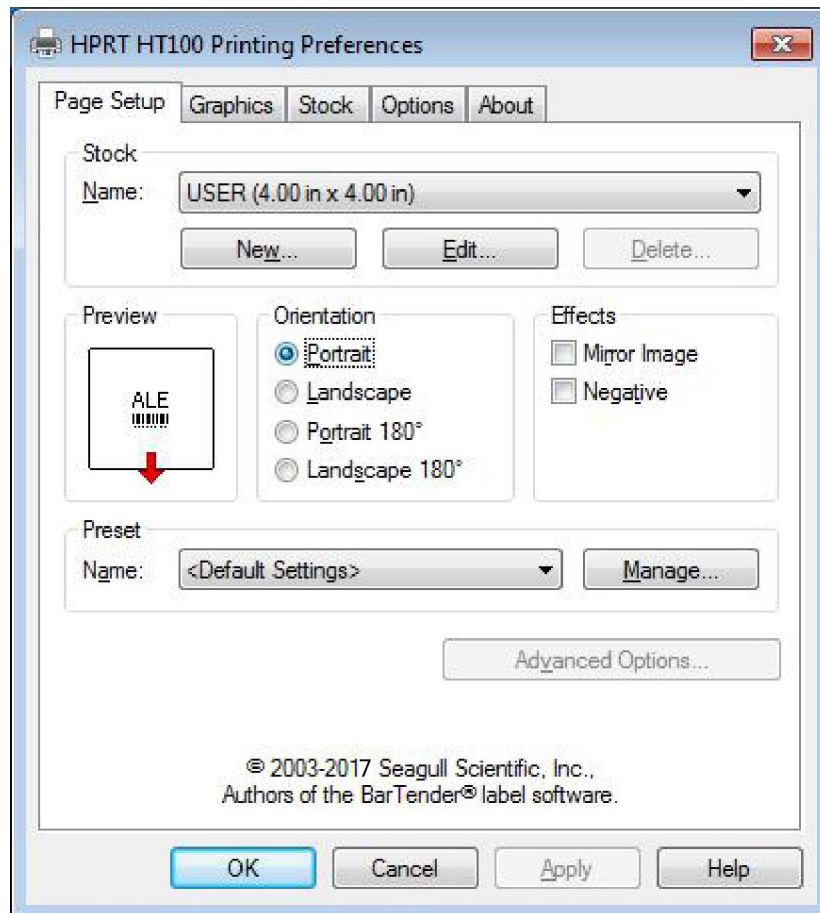 HPRT HT100 Printing Preferences
Page Setup Graphics Stock Options About
Stock
Name: USER (4.00 in x 4.00 in)
New... Edit... Delete...
Preview
ALE
Orientation
Portrait
Landscape
Portrait 180°
Landscape 180°
Effects
Mirror Image
Negative
Preset
Name: <Default Settings> Manage...
Advanced Options...
© 2003-2017 Seagull Scientific, Inc.,
Authors of the BarTender® label software.
OK Cancel Apply Help